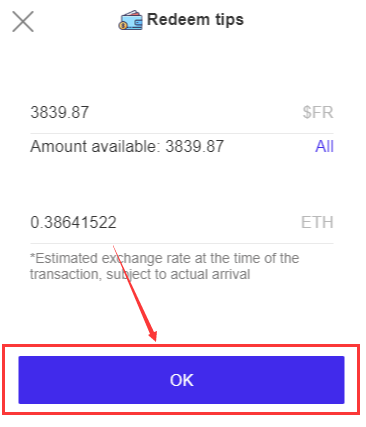 Redeem tips
3839.87 $FR
Amount available: 3839.87 All
0.38641522 ETH
*Estimated exchange rate at the time of the
transaction, subject to actual arrival
OK